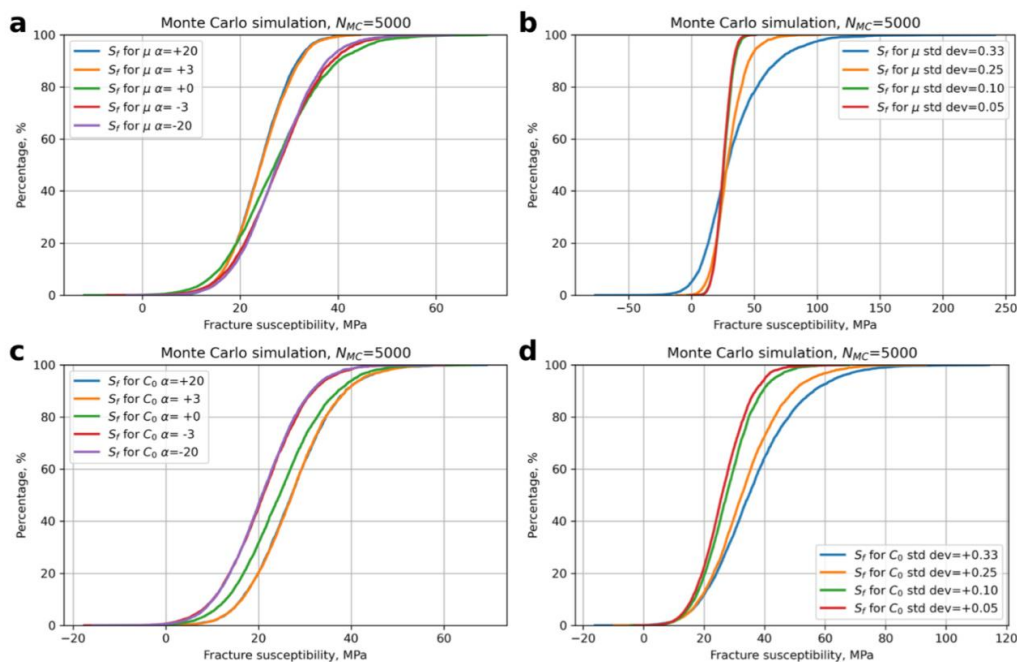 a
Monte Carlo simulation, N_MC=5000
100
80
60
40
20
0
Percentage, %
S_f for μ α=+20
S_f for μ α= +3
S_f for μ α= +0
S_f for μ α= -3
S_f for μ α=-20
0 20 40 60
Fracture susceptibility, MPa
b
Monte Carlo simulation, N_MC=5000
100
80
60
40
20
0
Percentage, %
S_f for μ std dev=0.33
S_f for μ std dev=0.25
S_f for μ std dev=0.10
S_f for μ std dev=0.05
−50 0 50 100 150 200 250
Fracture susceptibility, MPa
c
Monte Carlo simulation, N_MC=5000
100
80
60
40
20
0
Percentage, %
S_f for C_0 α=+20
S_f for C_0 α= +3
S_f for C_0 α= +0
S_f for C_0 α= -3
S_f for C_0 α=-20
−20 0 20 40 60
Fracture susceptibility, MPa
d
Monte Carlo simulation, N_MC=5000
100
80
60
40
20
0
Percentage, %
S_f for C_0 std dev=+0.33
S_f for C_0 std dev=+0.25
S_f for C_0 std dev=+0.10
S_f for C_0 std dev=+0.05
−20 0 20 40 60 80 100 120
Fracture susceptibility, MPa